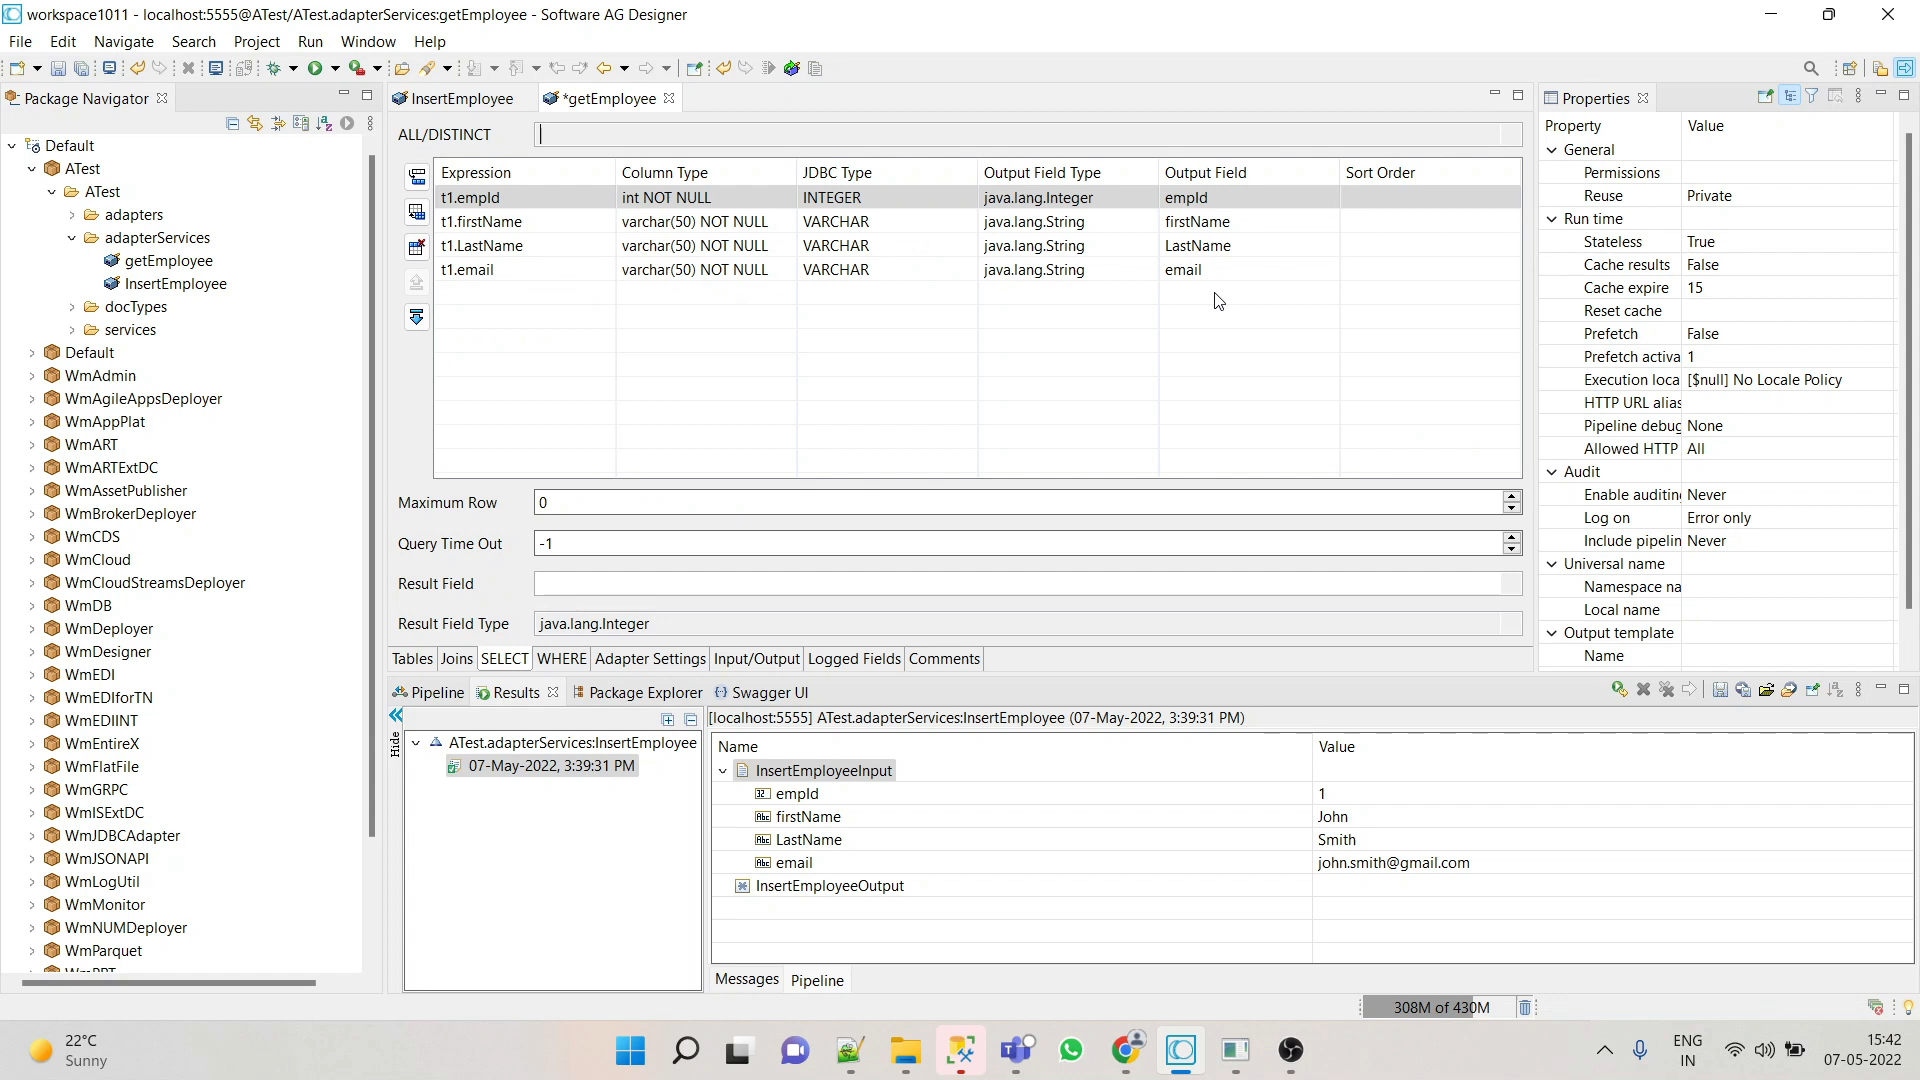 workspace1011 - localhost:5555@ATest/ATest.adapterServices:getEmployee - Software AG Designer
File Edit Navigate Search Project Run Window Help
Package Navigator
Default
ATest
ATest
adapters
adapterServices
getEmployee
InsertEmployee
docTypes
services
Default
WmAdmin
WmAgileAppsDeployer
WmAppPlat
WmART
WmARTExtDC
WmAssetPublisher
WmBrokerDeployer
WmCDS
WmCloud
WmCloudStreamsDeployer
WmDB
WmDeployer
WmDesigner
WmEDI
WmEDIforTN
WmEDIINT
WmEntireX
WmFlatFile
WmGRPC
WmISExtDC
WmJDBCAdapter
WmJSONAPI
WmLogUtil
WmMonitor
WmNUMDeployer
WmParquet
InsertEmployee *getEmployee
ALL/DISTINCT
Expression Column Type JDBC Type Output Field Type Output Field Sort Order
t1.empId int NOT NULL INTEGER java.lang.Integer empId
t1.firstName varchar(50) NOT NULL VARCHAR java.lang.String firstName
t1.LastName varchar(50) NOT NULL VARCHAR java.lang.String LastName
t1.email varchar(50) NOT NULL VARCHAR java.lang.String email
Maximum Row 0
Query Time Out -1
Result Field
Result Field Type java.lang.Integer
Tables Joins SELECT WHERE Adapter Settings Input/Output Logged Fields Comments
Properties
Property Value
General
Permissions
Reuse Private
Run time
Stateless True
Cache results False
Cache expire 15
Reset cache
Prefetch False
Prefetch activa 1
Execution loca [$null] No Locale Policy
HTTP URL alias
Pipeline debug None
Allowed HTTP All
Audit
Enable auditin Never
Log on Error only
Include pipelin Never
Universal name
Namespace na
Local name
Output template
Name
Pipeline Results Package Explorer Swagger UI
Hide
ATest.adapterServices:InsertEmployee
07-May-2022, 3:39:31 PM
[localhost:5555] ATest.adapterServices:InsertEmployee (07-May-2022, 3:39:31 PM)
Name Value
InsertEmployeeInput
empId 1
firstName John
LastName Smith
email john.smith@gmail.com
InsertEmployeeOutput
Messages Pipeline
308M of 430M
22°C
Sunny
ENG
IN
15:42
07-05-2022